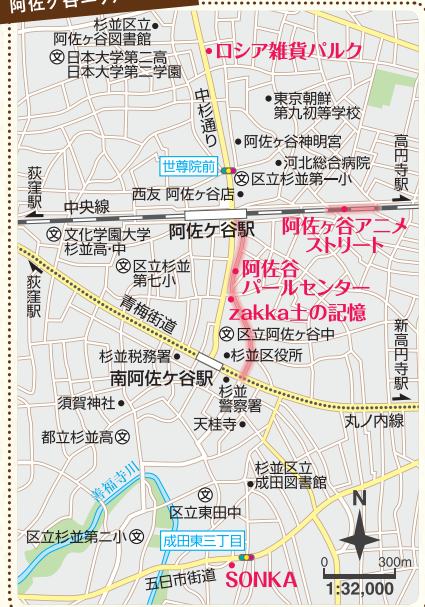 阿佐ケ谷エリア
杉並区立
阿佐ヶ谷図書館
ロシア雑貨パルク
文 日本大学第二高
日本大学第二学園
中杉通り
東京朝鮮
第九初等学校
阿佐ヶ谷神明宮
高円寺駅
世尊院前
河北総合病院
文 区立杉並第一小
荻窪駅
西友 阿佐ヶ谷店
中央線
阿佐ケ谷駅
阿佐ヶ谷アニメ
ストリート
文 文化学園大学
杉並高・中
文 区立杉並
第七小
阿佐谷
パールセンター
荻窪駅
zakka土の記憶
青梅街道
文 区立阿佐ヶ谷中
新高円寺駅
杉並税務署
杉並区役所
南阿佐ケ谷駅
杉並
警察署
須賀神社
丸ノ内線
天桂寺
都立杉並高 文
杉並区立
成田図書館
善福寺川
文
区立東田中
N
区立杉並第二小 文
成田東三丁目
0 300m
五日市街道
SONKA
1:32,000